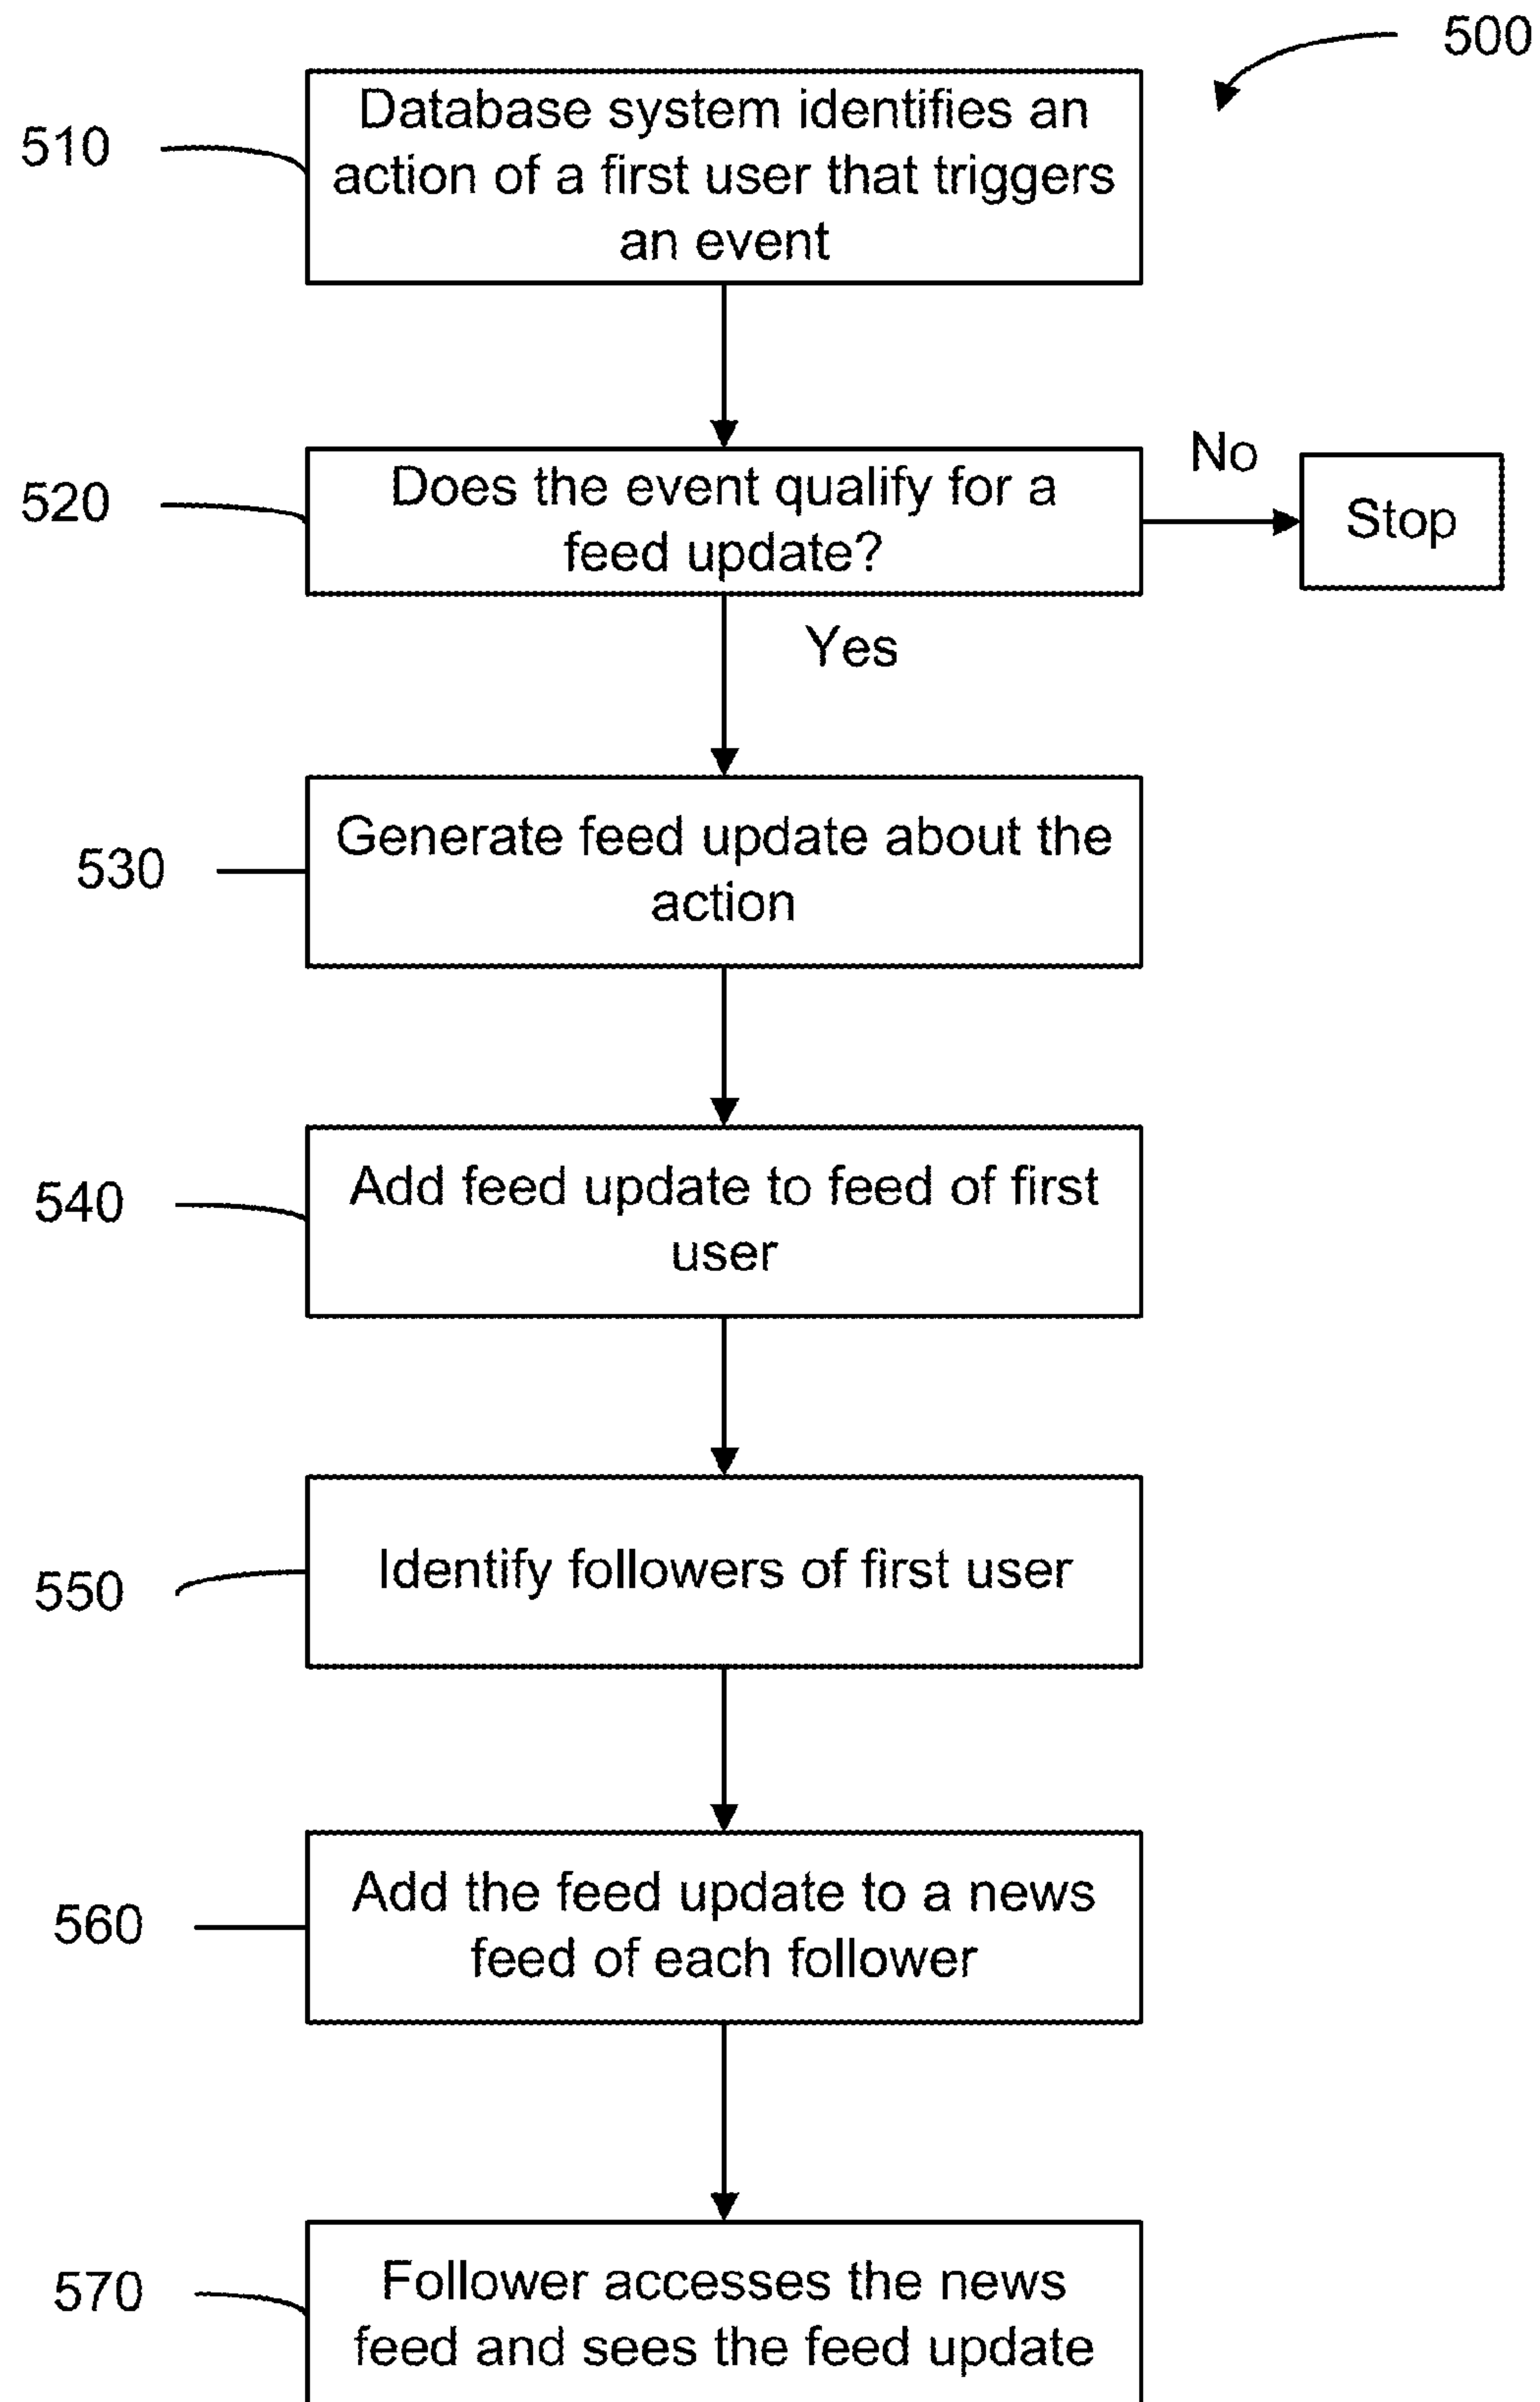 500
510
Database system identifies an
action of a first user that triggers
an event
520
Does the event qualify for a
feed update?
No
Stop
Yes
530
Generate feed update about the
action
540
Add feed update to feed of first
user
550
Identify followers of first user
560
Add the feed update to a news
feed of each follower
570
Follower accesses the news
feed and sees the feed update